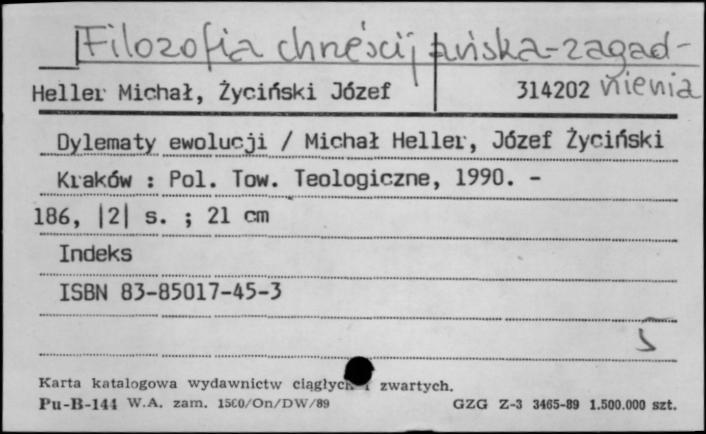 Filozofia chrześcijańska-zagad-
nienia
Heller Michał, Życiński Józef 314202
Dylematy ewolucji / Michał Heller, Józef Życiński
Kraków : Pol. Tow. Teologiczne, 1990. -
186, |2| s. ; 21 cm
Indeks
ISBN 83-85017-45-3
Karta katalogowa wydawnictw ciągłych i zwartych.
Pu-B-144 W.A. zam. 1500/On/DW/89 GZG Z-3 3465-89 1.500.000 szt.